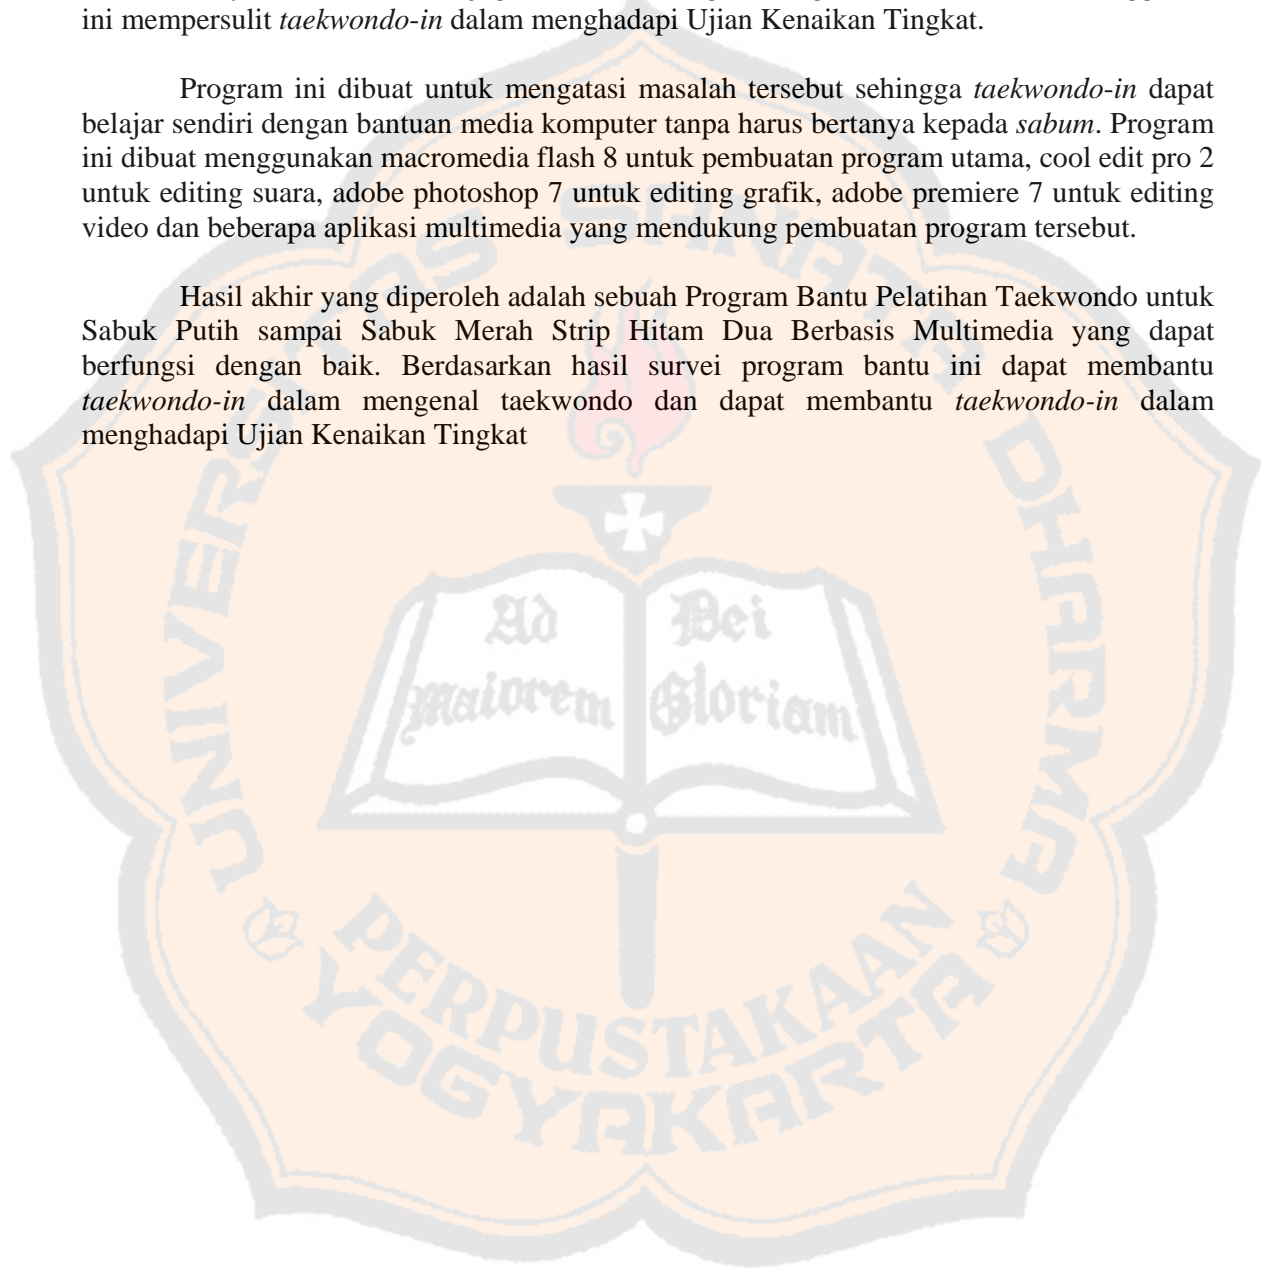 ini mempersulit taekwondo-in dalam menghadapi Ujian Kenaikan Tingkat.
Program ini dibuat untuk mengatasi masalah tersebut sehingga taekwondo-in dapat
belajar sendiri dengan bantuan media komputer tanpa harus bertanya kepada sabum. Program
ini dibuat menggunakan macromedia flash 8 untuk pembuatan program utama, cool edit pro 2
untuk editing suara, adobe photoshop 7 untuk editing grafik, adobe premiere 7 untuk editing
video dan beberapa aplikasi multimedia yang mendukung pembuatan program tersebut.
Hasil akhir yang diperoleh adalah sebuah Program Bantu Pelatihan Taekwondo untuk
Sabuk Putih sampai Sabuk Merah Strip Hitam Dua Berbasis Multimedia yang dapat
berfungsi dengan baik. Berdasarkan hasil survei program bantu ini dapat membantu
taekwondo-in dalam mengenal taekwondo dan dapat membantu taekwondo-in dalam
menghadapi Ujian Kenaikan Tingkat
UNIVERSITAS SANATA DHARMA
Ad Dei
Maiorem Gloriam
PERPUSTAKAAN
YOGYAKARTA